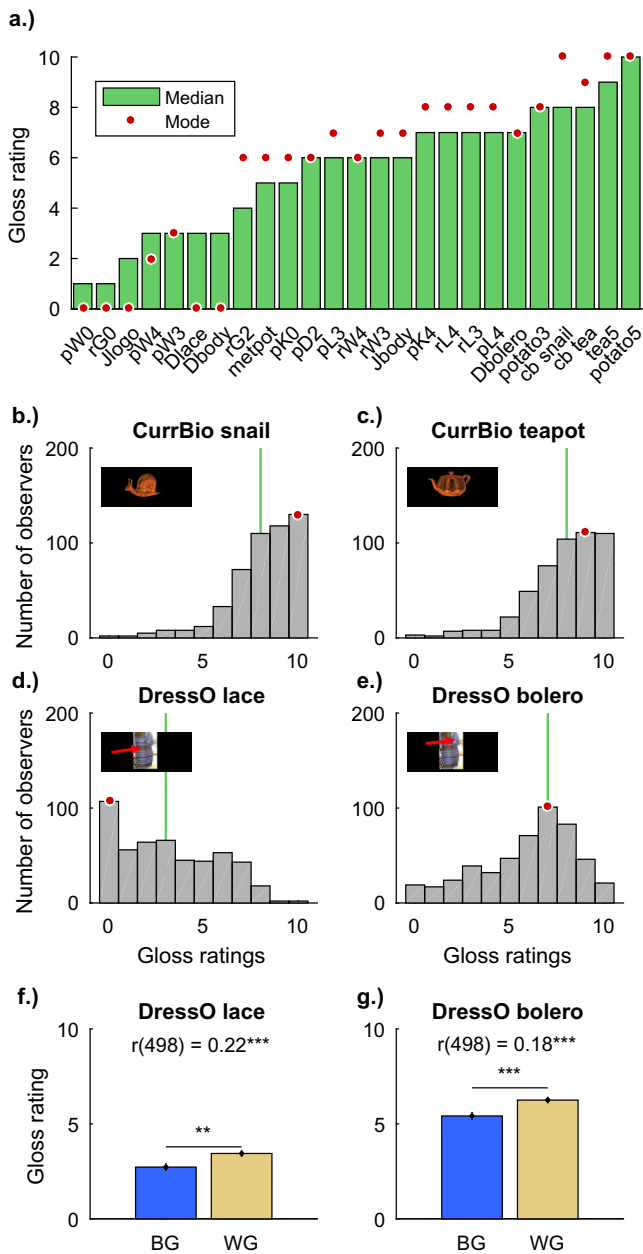 a.)
Gloss rating
10
8
6
4
2
0
Median
Mode
pW0 rG0 Jlogo pW4 pW3 Dlace Dbody rG2 metpot pK0 pD2 pL3 rW4 rW3 Jbody pK4 rL4 rL3 pL4 Dbolero potato3 cb snail cb tea tea5 potato5
b.)
CurrBio snail
Number of observers
200
100
0
0 5 10
c.)
CurrBio teapot
200
100
0
0 5 10
d.)
DressO lace
Number of observers
200
100
0
0 5 10
Gloss ratings
e.)
DressO bolero
200
100
0
0 5 10
Gloss ratings
f.)
DressO lace
r(498) = 0.22***
**
Gloss rating
10
5
0
BG WG
g.)
DressO bolero
r(498) = 0.18***
***
10
5
0
BG WG